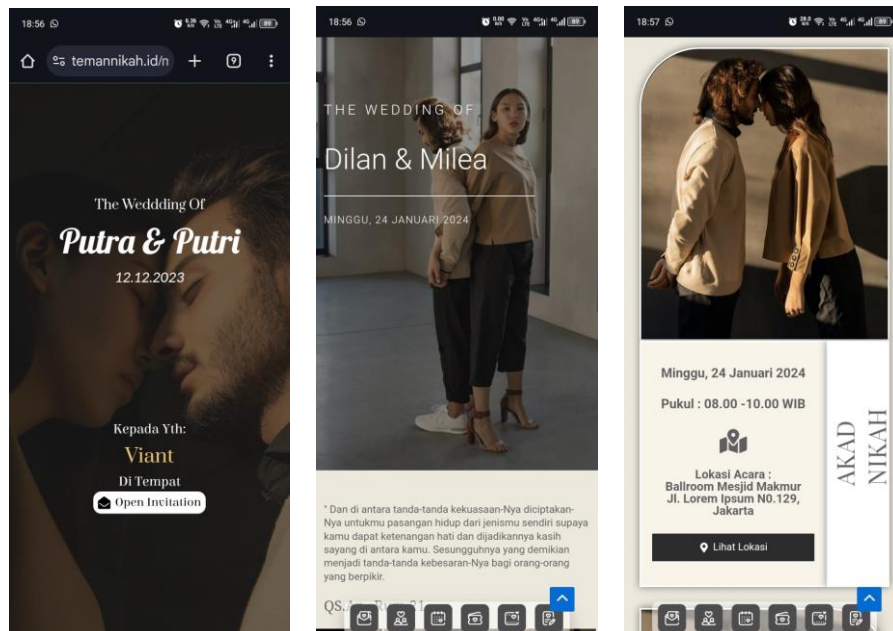 18:56
temannikah.id/n
9
The Weddding Of
Putra & Putri
12.12.2023
Kepada Yth:
Viant
Di Tempat
Open Invitation
18:56
THE WEDDING OF
Dilan & Milea
MINGGU, 24 JANUARI 2024
" Dan di antara tanda-tanda kekuasaan-Nya diciptakan-
Nya untukmu pasangan hidup dari jenismu sendiri supaya
kamu dapat ketenangan hati dan dijadikannya kasih
sayang di antara kamu. Sesungguhnya yang demikian
menjadi tanda-tanda kebesaran-Nya bagi orang-orang
yang berpikir.
QS.
18:57
Minggu, 24 Januari 2024
Pukul : 08.00 -10.00 WIB
Lokasi Acara :
Ballroom Mesjid Makmur
Jl. Lorem Ipsum N0.129,
Jakarta
Lihat Lokasi
AKAD
NIKAH